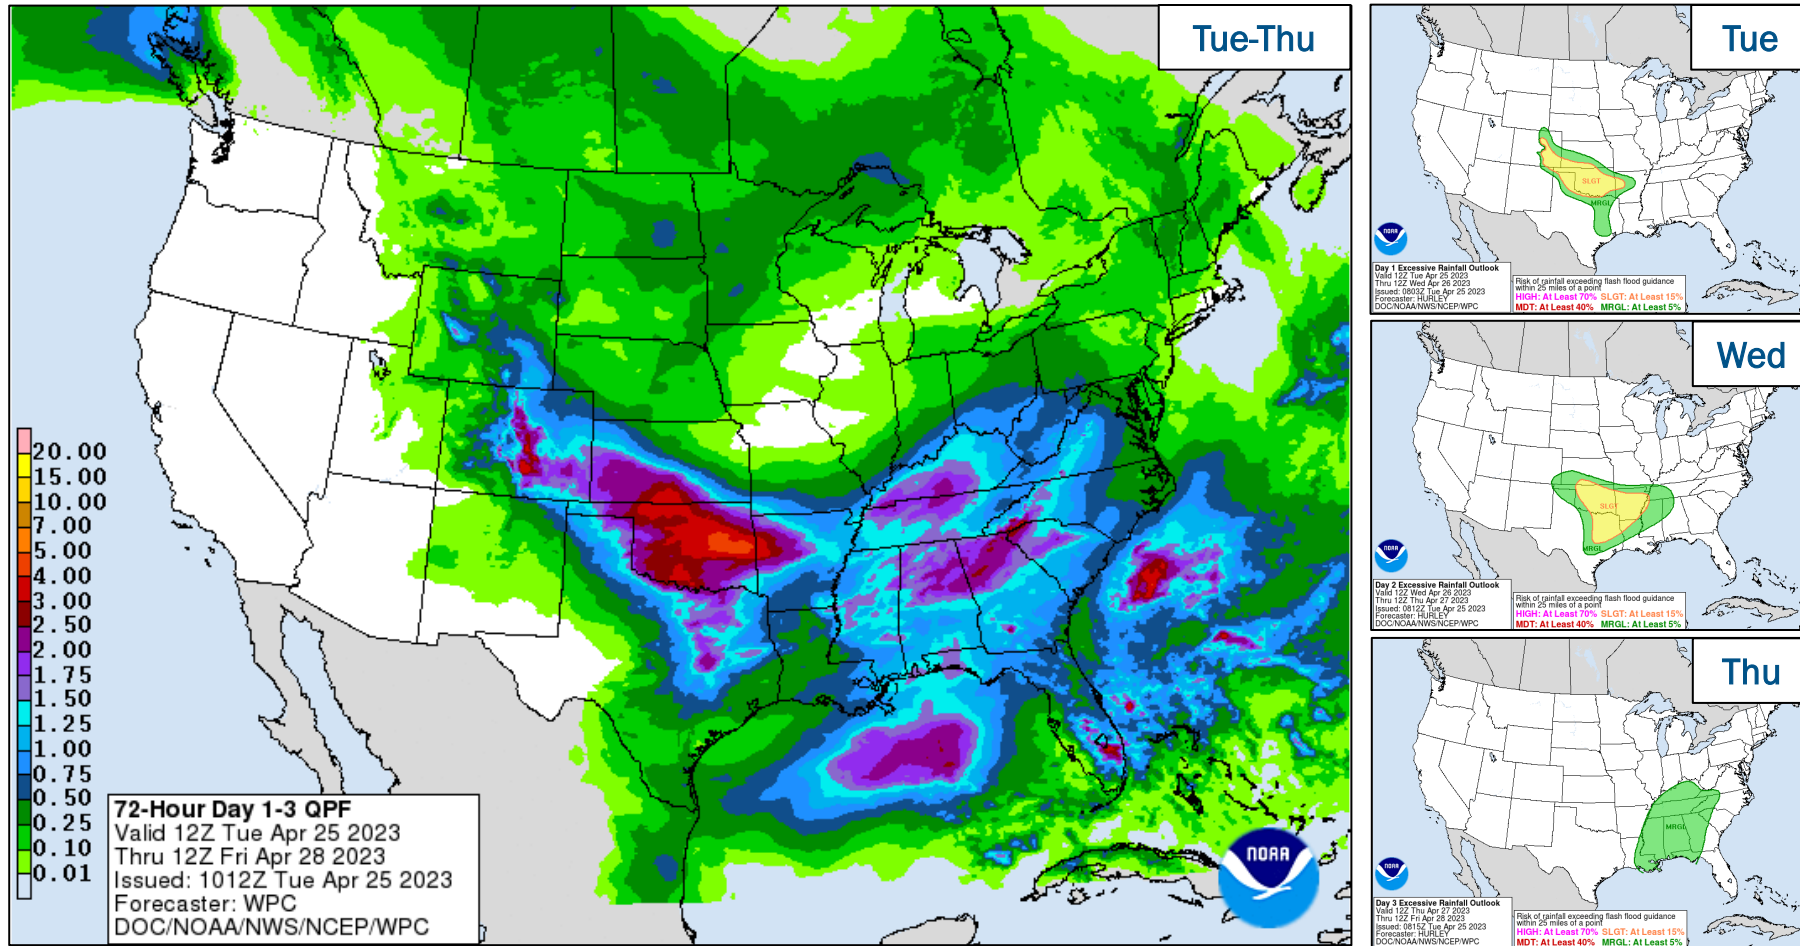 Tue-Thu
20.00
15.00
10.00
7.00
5.00
4.00
3.00
2.50
2.00
1.75
1.50
1.25
1.00
0.75
0.50
0.25
0.10
0.01
72-Hour Day 1-3 QPF
Valid 12Z Tue Apr 25 2023
Thru 12Z Fri Apr 28 2023
Issued: 1012Z Tue Apr 25 2023
Forecaster: WPC
DOC/NOAA/NWS/NCEP/WPC
NOAA
Tue
SLGT
MRGL
NOAA
Day 1 Excessive Rainfall Outlook
Valid 12Z Tue Apr 25 2023
Thru 12Z Wed Apr 26 2023
Issued: 0803Z Tue Apr 25 2023
Forecaster: HURLEY
DOC/NOAA/NWS/NCEP/WPC
Risk of rainfall exceeding flash flood guidance
within 25 miles of a point
HIGH: At Least 70% SLGT: At Least 15%
MDT: At Least 40% MRGL: At Least 5%
Wed
SLGT
MRGL
NOAA
Day 2 Excessive Rainfall Outlook
Valid 12Z Wed Apr 26 2023
Thru 12Z Thu Apr 27 2023
Issued: 0812Z Tue Apr 25 2023
Forecaster: HURLEY
DOC/NOAA/NWS/NCEP/WPC
Risk of rainfall exceeding flash flood guidance
within 25 miles of a point
HIGH: At Least 70% SLGT: At Least 15%
MDT: At Least 40% MRGL: At Least 5%
Thu
MRGL
NOAA
Day 3 Excessive Rainfall Outlook
Valid 12Z Thu Apr 27 2023
Thru 12Z Fri Apr 28 2023
Issued: 0815Z Tue Apr 25 2023
Forecaster: HURLEY
DOC/NOAA/NWS/NCEP/WPC
Risk of rainfall exceeding flash flood guidance
within 25 miles of a point
HIGH: At Least 70% SLGT: At Least 15%
MDT: At Least 40% MRGL: At Least 5%